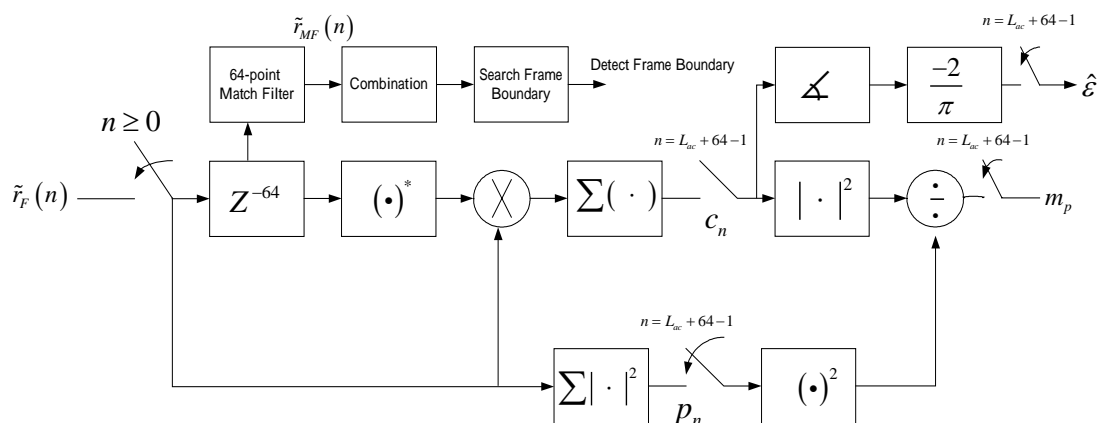 r̃_MF(n)
64-point
Match Filter
Combination
Search Frame
Boundary
Detect Frame Boundary
∡
−2
π
n = L_ac + 64−1
ε̂
n ≥ 0
r̃_F(n)
Z^−64
(•)^*
╳
∑( · )
n = L_ac + 64−1
c_n
| · |^2
÷
n = L_ac + 64−1
m_p
∑| · |^2
n = L_ac + 64−1
p_n
(•)^2